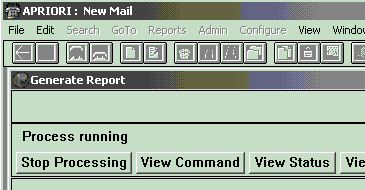 APRIORI : New Mail
File Edit Search GoTo Reports Admin Configure View
Generate Report
Process running
Stop Processing View Command View Status